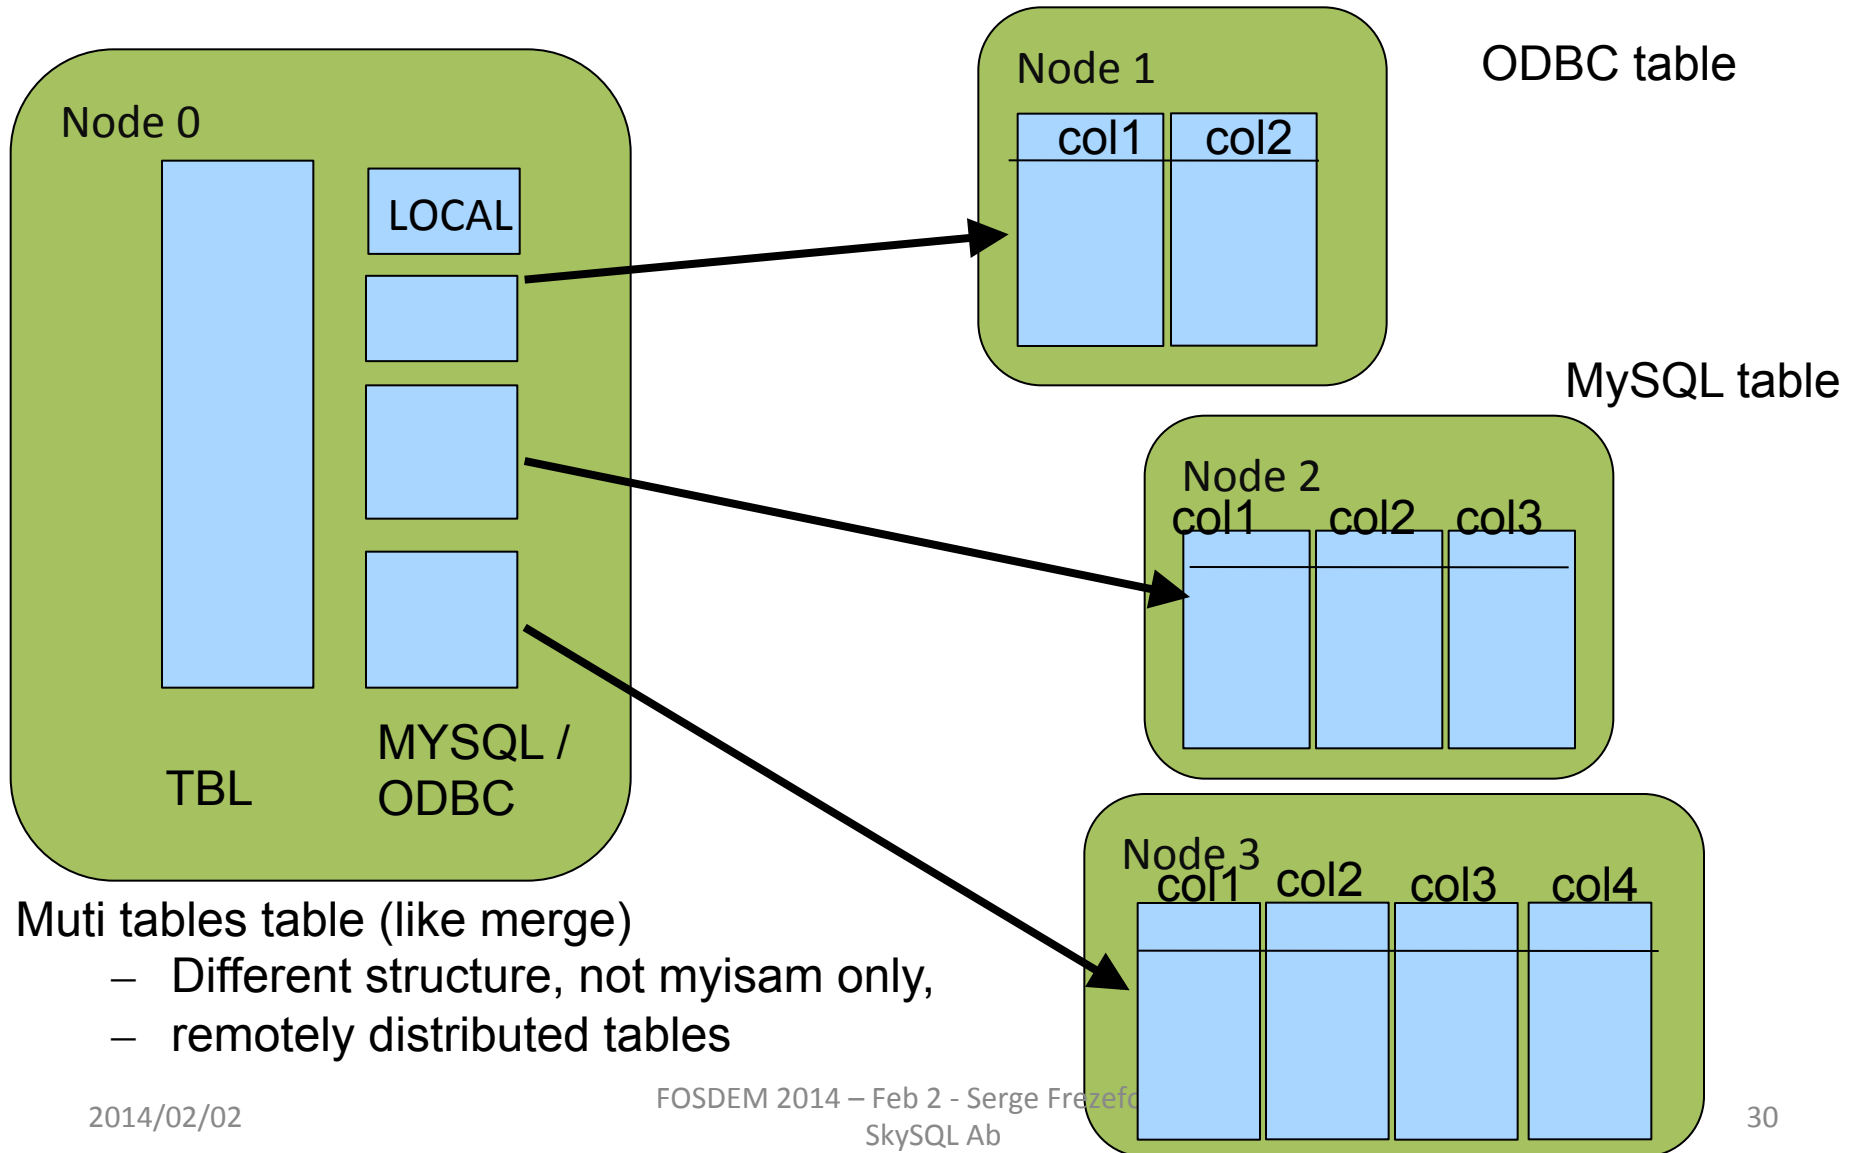 Node 0
LOCAL
TBL
MYSQL /
ODBC
Node 1
col1 col2
ODBC table
MySQL table
Node 2
col1 col2 col3
Node 3
col1 col2 col3 col4
Muti tables table (like merge)
– Different structure, not myisam only,
– remotely distributed tables
2014/02/02
FOSDEM 2014 – Feb 2 - Serge
SkySQL Ab
30